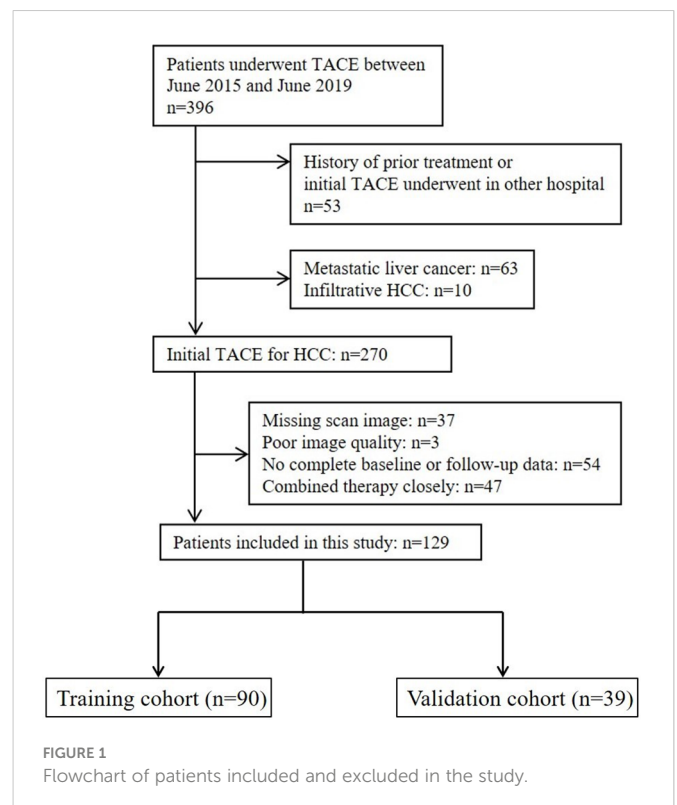 Patients underwent TACE between
June 2015 and June 2019
n=396
History of prior treatment or
initial TACE underwent in other hospital
n=53
Metastatic liver cancer: n=63
Infiltrative HCC: n=10
Initial TACE for HCC: n=270
Missing scan image: n=37
Poor image quality: n=3
No complete baseline or follow-up data: n=54
Combined therapy closely: n=47
Patients included in this study: n=129
Training cohort (n=90)
Validation cohort (n=39)
FIGURE 1
Flowchart of patients included and excluded in the study.